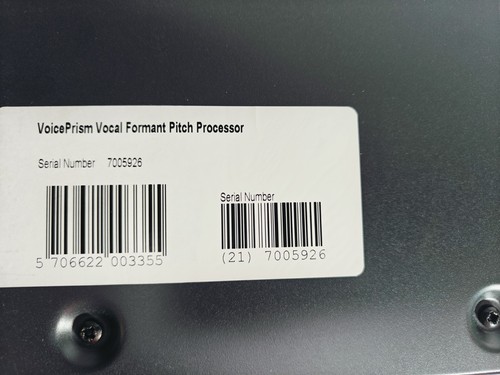 VoicePrism Vocal Formant Pitch Processor
Serial Number 7005926
Serial Number
5 706622 003355
(21) 7005926